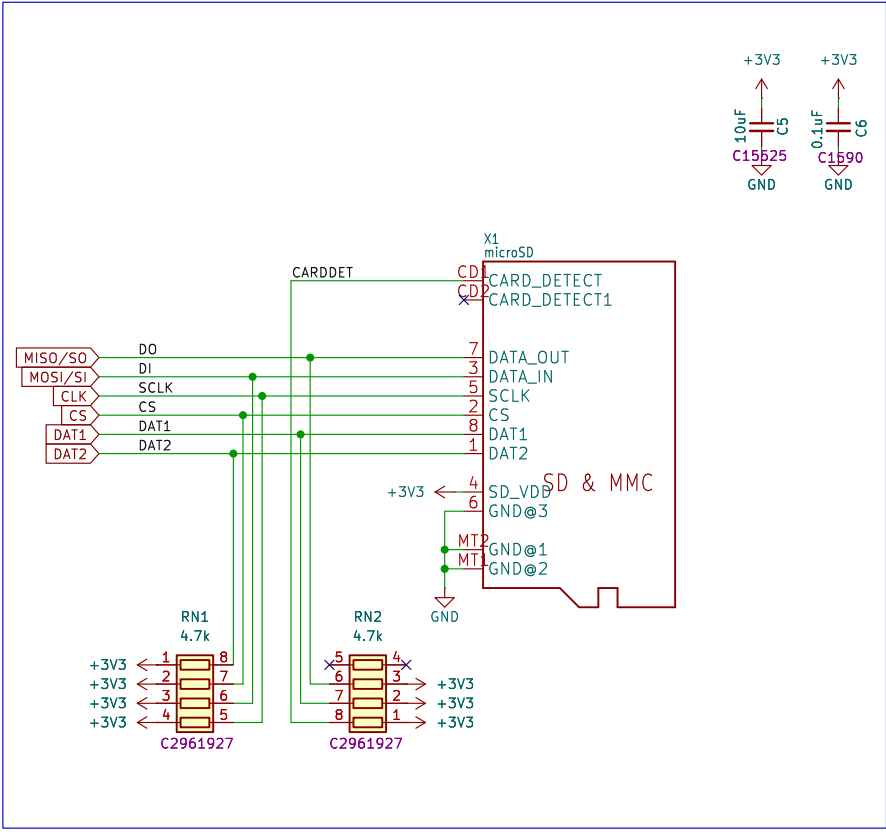 +3V3 +3V3
10uF C5 0.1uF C6
C15525 C1590
GND GND
X1
microSD
CARDDET CD1 CARD_DETECT
CD2 CARD_DETECT1
MISO/SO DO 7 DATA_OUT
MOSI/SI DI 3 DATA_IN
CLK SCLK 5 SCLK
CS CS 2 CS
DAT1 DAT1 8 DAT1
DAT2 DAT2 1 DAT2
SD & MMC
+3V3 4 SD_VDD
6 GND@3
MT2 GND@1
MT1 GND@2
GND
RN1 RN2
4.7k 4.7k
+3V3 1 8 5 4
+3V3 2 7 6 3 +3V3
+3V3 3 6 7 2 +3V3
+3V3 4 5 8 1 +3V3
C2961927 C2961927